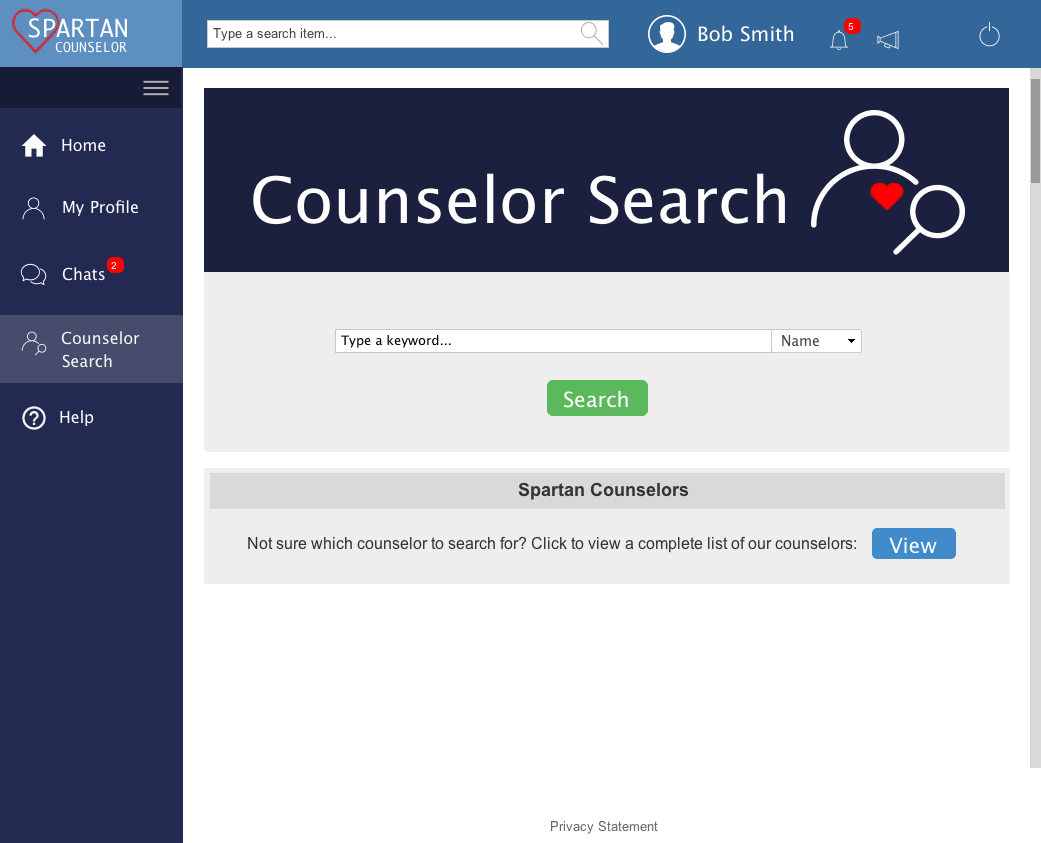 SPARTAN
COUNSELOR
Type a search item...
Bob Smith
5
Home
My Profile
Chats
2
Counselor
Search
Help
Counselor Search
Type a keyword...
Name
Search
Spartan Counselors
Not sure which counselor to search for? Click to view a complete list of our counselors:
View
Privacy Statement